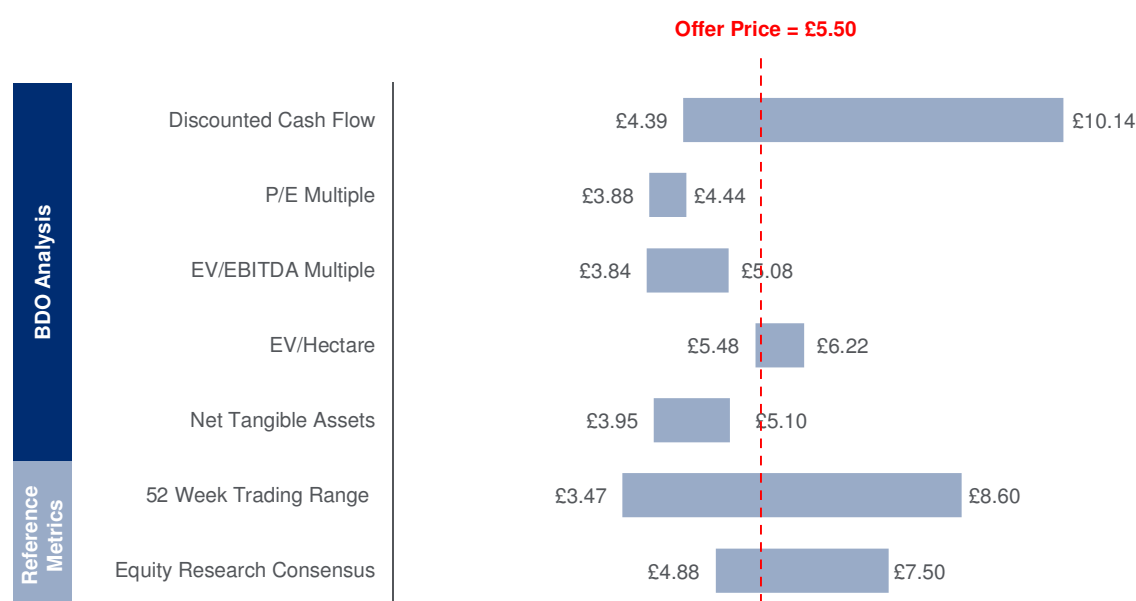 Offer Price = £5.50
BDO Analysis
Discounted Cash Flow £4.39 £10.14
P/E Multiple £3.88 £4.44
EV/EBITDA Multiple £3.84 £5.08
EV/Hectare £5.48 £6.22
Net Tangible Assets £3.95 £5.10
Reference
Metrics
52 Week Trading Range £3.47 £8.60
Equity Research Consensus £4.88 £7.50